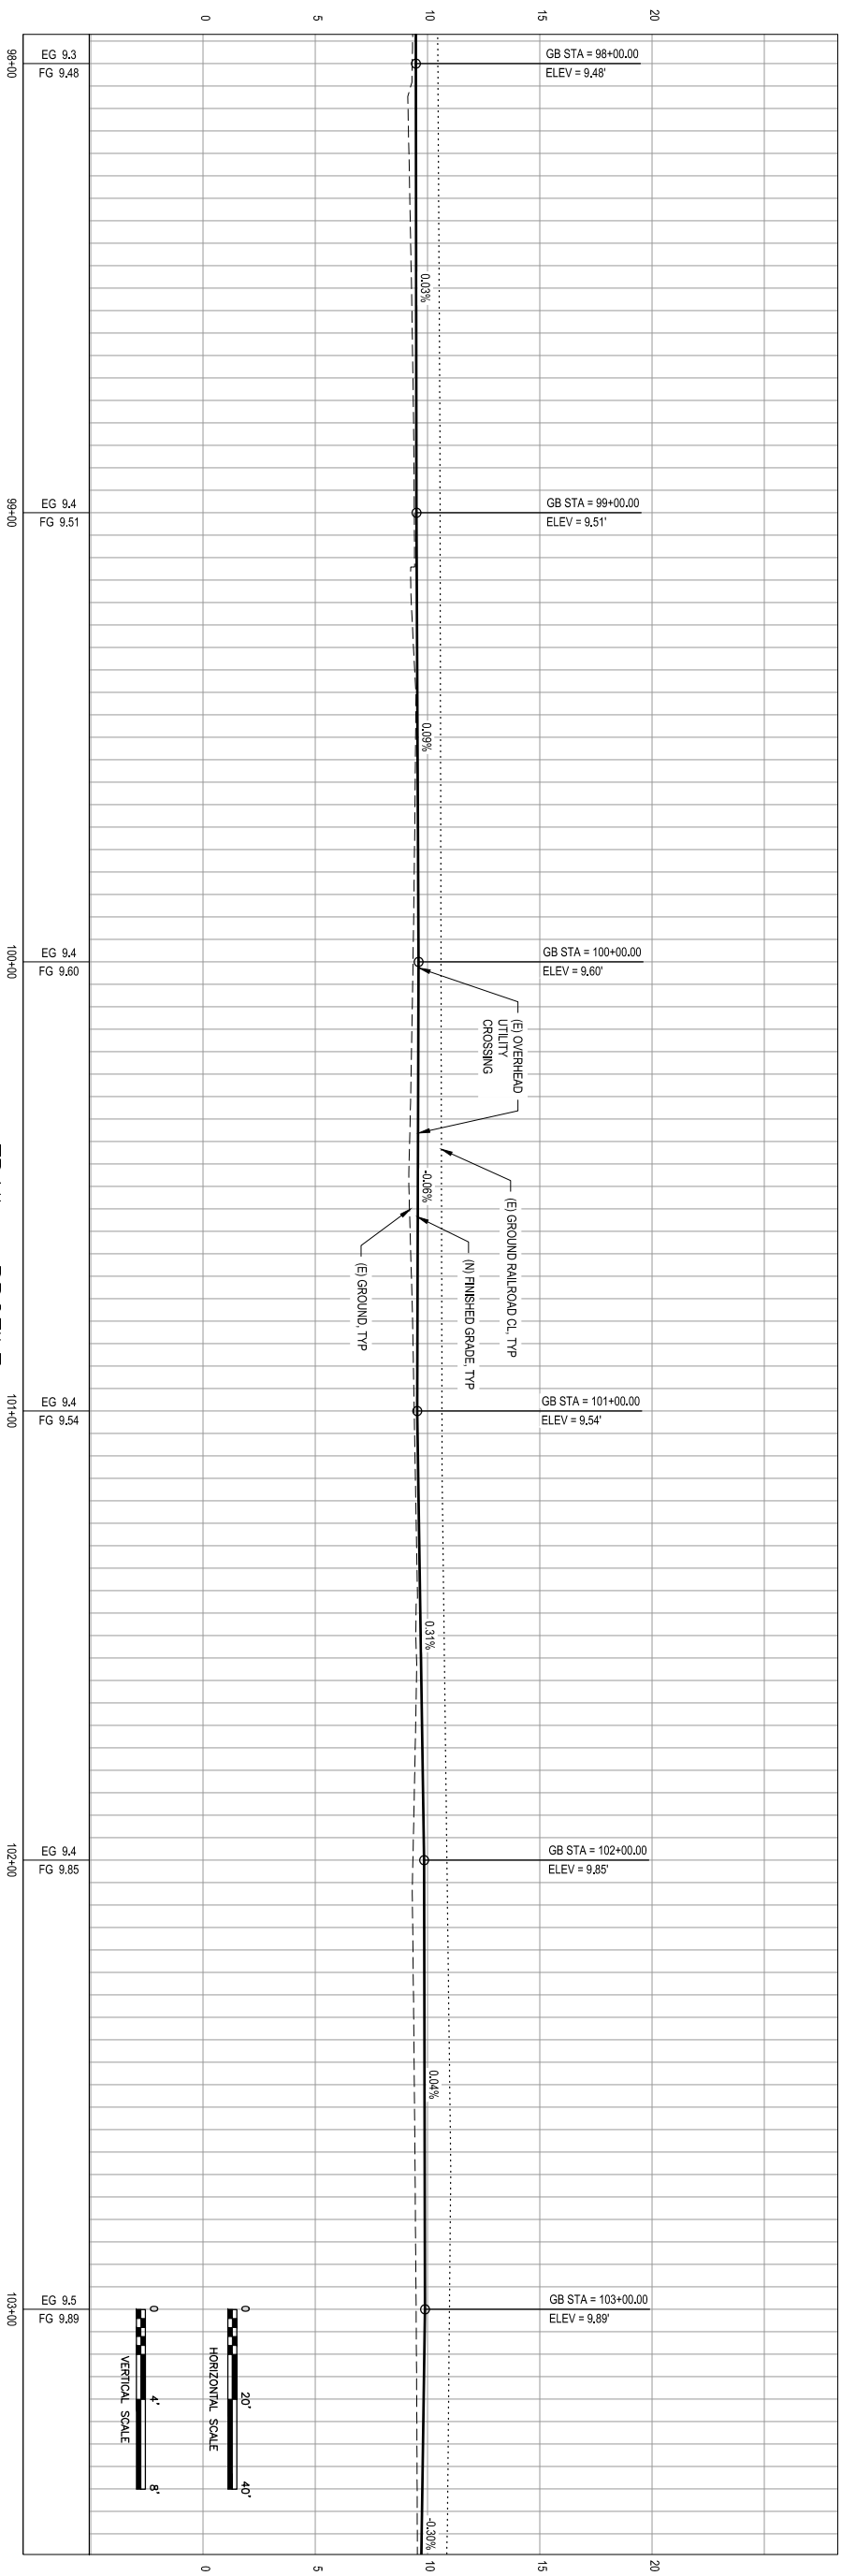 20
15
10
5
0
GB STA = 98+00.00
ELEV = 9.48'
GB STA = 99+00.00
ELEV = 9.51'
GB STA = 100+00.00
ELEV = 9.60'
GB STA = 101+00.00
ELEV = 9.54'
GB STA = 102+00.00
ELEV = 9.85'
GB STA = 103+00.00
ELEV = 9.89'
(E) OVERHEAD
UTILITY
CROSSING
(E) GROUND RAILROAD CL, TYP
(N) FINISHED GRADE, TYP
(E) GROUND, TYP
0.03%
0.09%
-0.06%
0.31%
0.04%
-0.30%
20
15
10
5
0
0
20'
40'
HORIZONTAL SCALE
0
4'
8'
VERTICAL SCALE
EG 9.3
FG 9.48
EG 9.4
FG 9.51
EG 9.4
FG 9.60
EG 9.4
FG 9.54
EG 9.4
FG 9.85
EG 9.5
FG 9.89
98+00
99+00
100+00
101+00
102+00
103+00